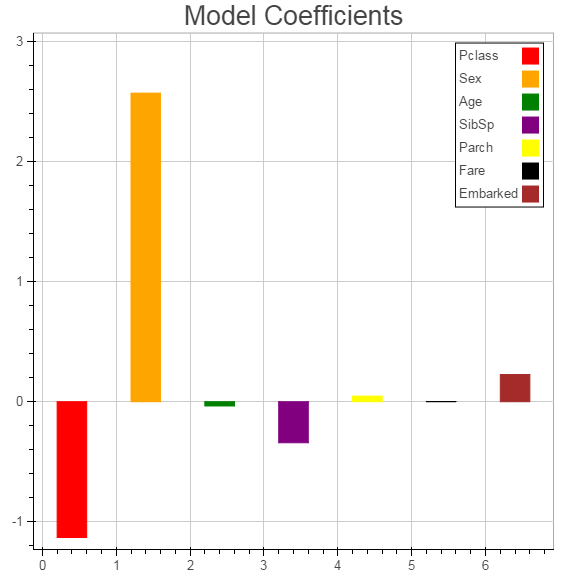 Model Coefficients
3
2
1
0
-1
Pclass
Sex
Age
SibSp
Parch
Fare
Embarked
0 1 2 3 4 5 6